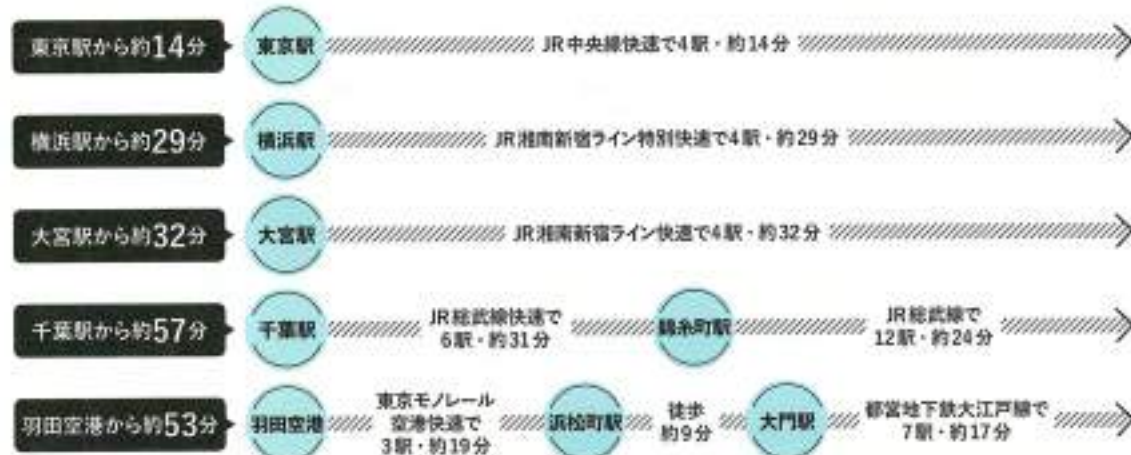 東京駅から約14分
東京駅
JR中央線快速で4駅・約14分
横浜駅から約29分
横浜駅
JR湘南新宿ライン特別快速で4駅・約29分
大宮駅から約32分
大宮駅
JR湘南新宿ライン快速で4駅・約32分
千葉駅から約57分
千葉駅
JR総武線快速で
6駅・約31分
錦糸町駅
JR総武線で
12駅・約24分
羽田空港から約53分
羽田空港
東京モノレール
空港快速で
3駅・約19分
浜松町駅
徒歩
約9分
大門駅
都営地下鉄大江戸線で
7駅・約17分